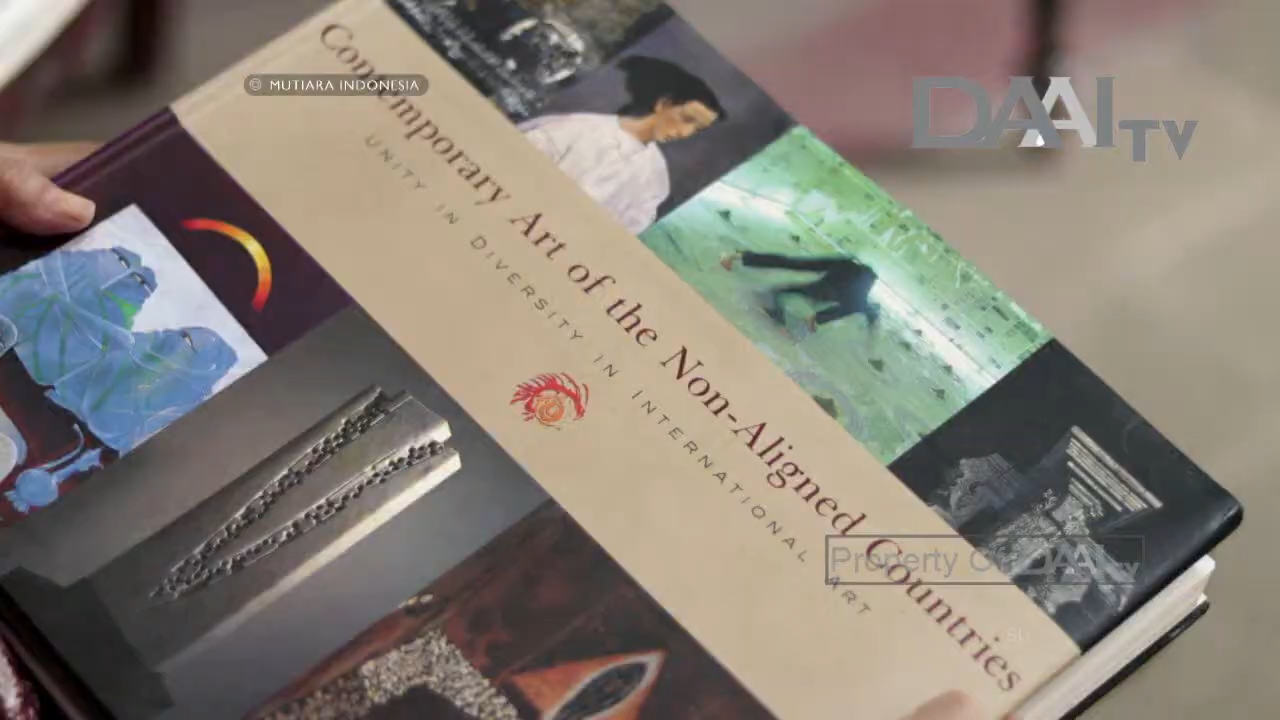 © MUTIARA INDONESIA
DAAI TV
Contemporary Art of the Non-Aligned Countries
UNITY IN DIVERSITY IN INTERNATIONAL ART
Property Of DAAI TV